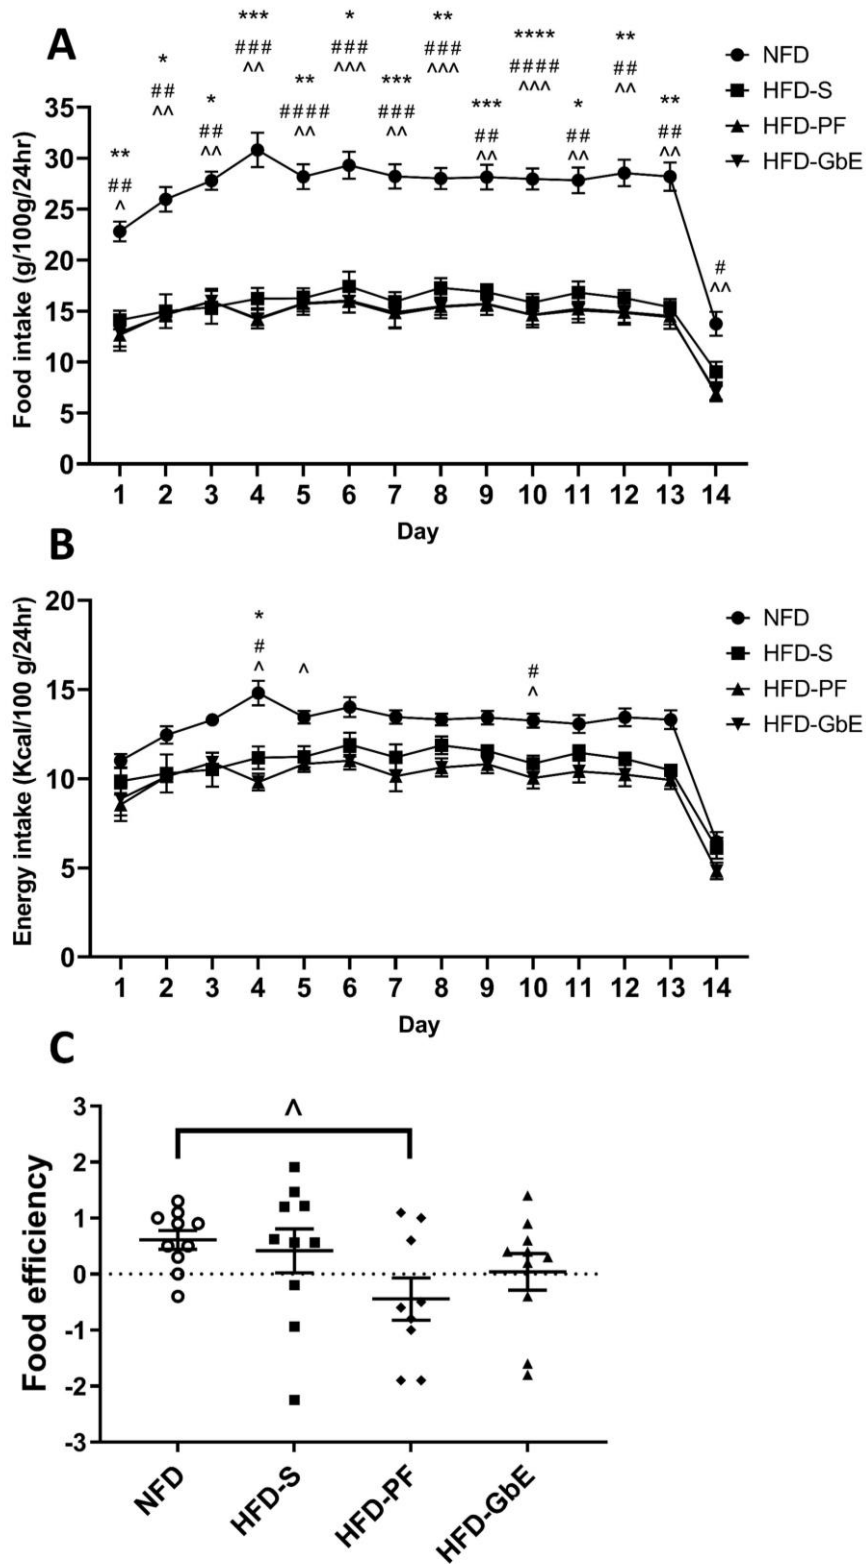 A
** ## ^
* ## ^^
* ## ^^
*** ### ^^
** #### ^^
* ### ^^^
*** ### ^^
** ### ^^^
*** ## ^^
**** #### ^^^
* ## ^^
** ## ^^
** ## ^^
# ^^
NFD
HFD-S
HFD-PF
HFD-GbE
Food intake (g/100g/24hr)
35
30
25
20
15
10
5
0
1 2 3 4 5 6 7 8 9 10 11 12 13 14
Day
B
* # ^
^
# ^
NFD
HFD-S
HFD-PF
HFD-GbE
Energy intake (Kcal/100 g/24hr)
20
15
10
5
0
1 2 3 4 5 6 7 8 9 10 11 12 13 14
Day
C
^
Food efficiency
3
2
1
0
-1
-2
-3
NFD
HFD-S
HFD-PF
HFD-GbE